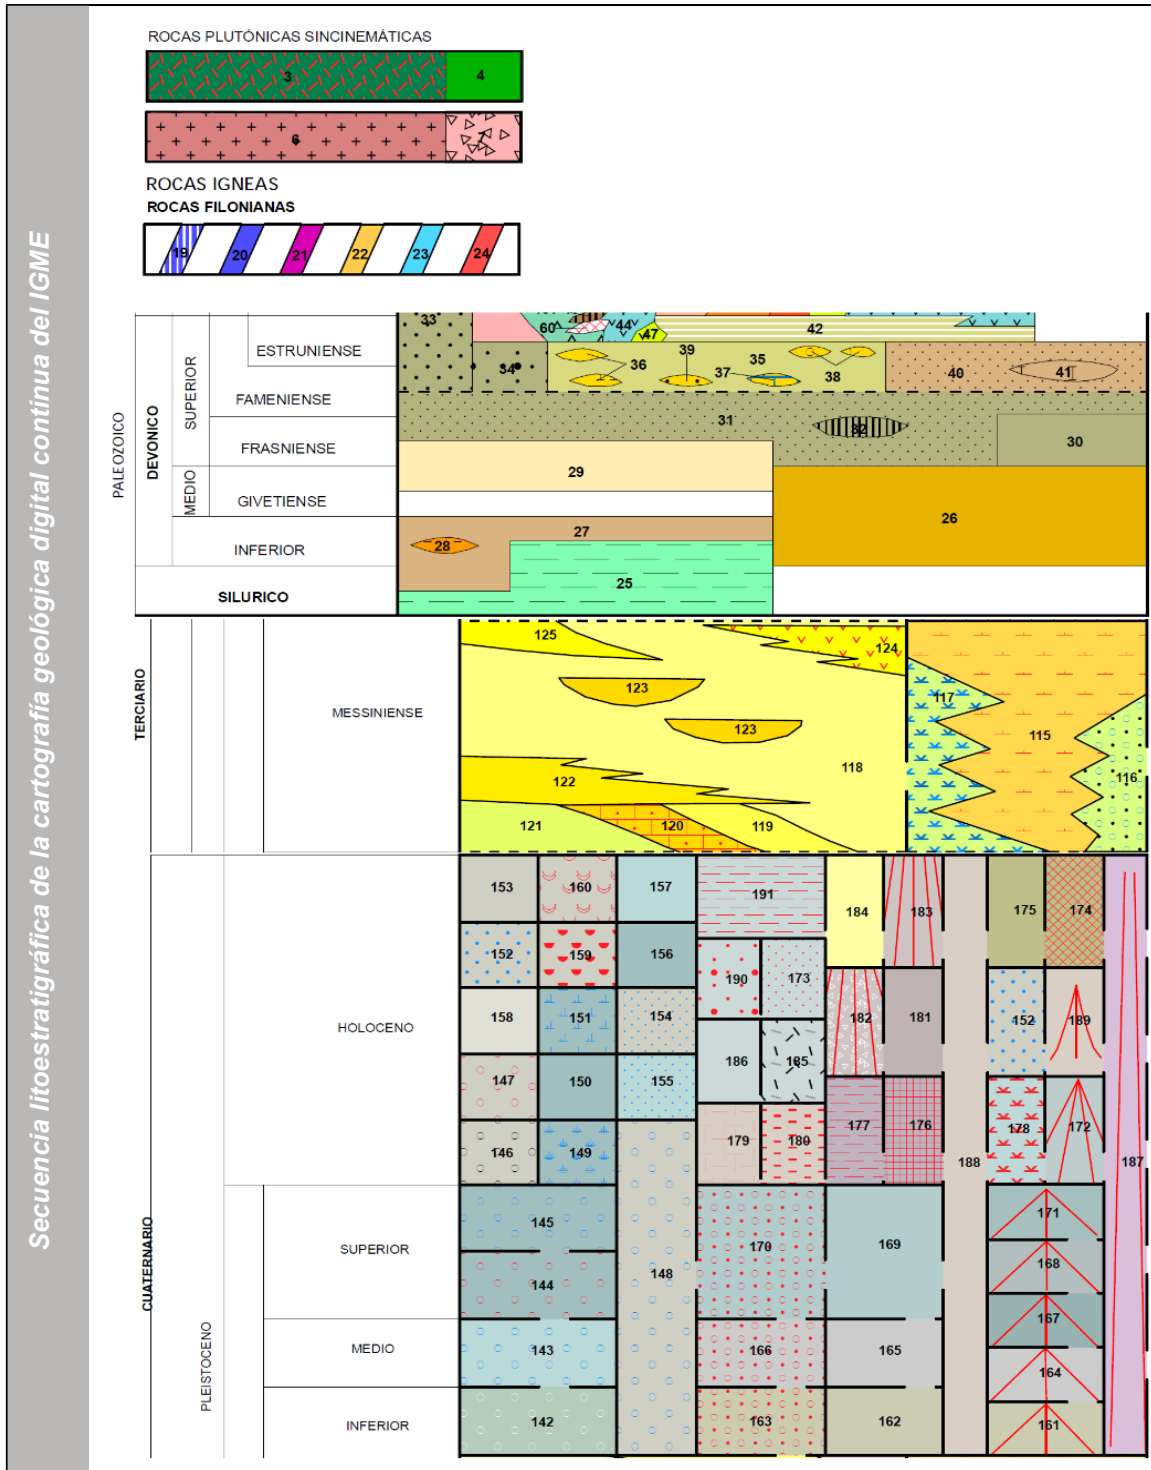 Secuencia litoestratigráfica de la cartografía geológica digital continua del IGME
ROCAS PLUTÓNICAS SINCINEMÁTICAS
3 4
6 7
ROCAS IGNEAS
ROCAS FILONIANAS
19 20 21 22 23 24
PALEOZOICO
DEVONICO
SUPERIOR
MEDIO
ESTRUNIENSE
FAMENIENSE
FRASNIENSE
GIVETIENSE
INFERIOR
SILURICO
33 60 44 47 42
34 36 39 35 37 38 40 41
31 32 30
29
26
27
28
25
TERCIARIO
MESSINIENSE
125 124
123 117
123 115
118 116
122
121 120 119
CUATERNARIO
HOLOCENO
PLEISTOCENO
SUPERIOR
MEDIO
INFERIOR
153 160 157 191 184 183 175 174
152 159 156 190 173
158 151 154 186 185 182 181 152 189
147 150 155
146 149 179 180 177 176 188 178 172 187
145 148 170 169 171
144 168
143 166 165 167
164
142 163 162 161